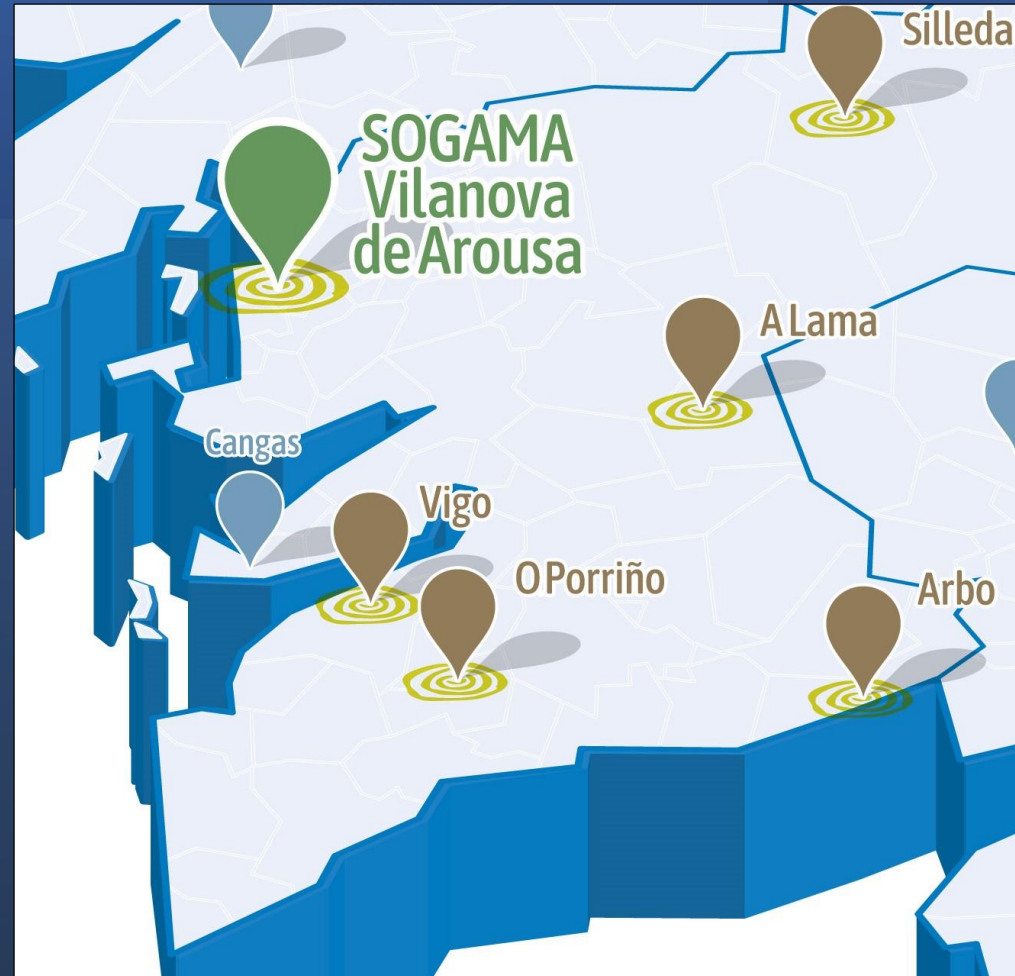 Silleda
SOGAMA
Vilanova
de Arousa
A Lama
Cangas
Vigo
O Porriño
Arbo